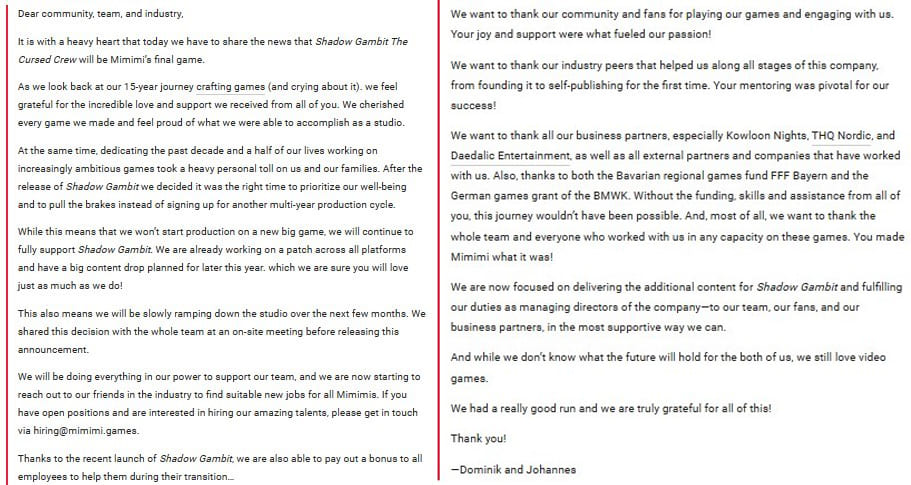 Dear community, team, and industry,
It is with a heavy heart that today we have to share the news that Shadow Gambit The
Cursed Crew will be Mimimi's final game.
As we look back at our 15-year journey crafting games (and crying about it). we feel
grateful for the incredible love and support we received from all of you. We cherished
every game we made and feel proud of what we were able to accomplish as a studio.
At the same time, dedicating the past decade and a half of our lives working on
increasingly ambitious games took a heavy personal toll on us and our families. After the
release of Shadow Gambit we decided it was the right time to prioritize our well-being
and to pull the brakes instead of signing up for another multi-year production cycle.
While this means that we won't start production on a new big game, we will continue to
fully support Shadow Gambit. We are already working on a patch across all platforms
and have a big content drop planned for later this year. which we are sure you will love
just as much as we do!
This also means we will be slowly ramping down the studio over the next few months. We
shared this decision with the whole team at an on-site meeting before releasing this
announcement.
We will be doing everything in our power to support our team, and we are now starting to
reach out to our friends in the industry to find suitable new jobs for all Mimimis. If you
have open positions and are interested in hiring our amazing talents, please get in touch
via hiring@mimimi.games.
Thanks to the recent launch of Shadow Gambit, we are also able to pay out a bonus to all
employees to help them during their transition...
We want to thank our community and fans for playing our games and engaging with us.
Your joy and support were what fueled our passion!
We want to thank our industry peers that helped us along all stages of this company,
from founding it to self-publishing for the first time. Your mentoring was pivotal for our
success!
We want to thank all our business partners, especially Kowloon Nights, THQ Nordic, and
Daedalic Entertainment, as well as all external partners and companies that have worked
with us. Also, thanks to both the Bavarian regional games fund FFF Bayern and the
German games grant of the BMWK. Without the funding, skills and assistance from all of
you, this journey wouldn't have been possible. And, most of all, we want to thank the
whole team and everyone who worked with us in any capacity on these games. You made
Mimimi what it was!
We are now focused on delivering the additional content for Shadow Gambit and fulfilling
our duties as managing directors of the company—to our team, our fans, and our
business partners, in the most supportive way we can.
And while we don't know what the future will hold for the both of us, we still love video
games.
We had a really good run and we are truly grateful for all of this!
Thank you!
—Dominik and Johannes